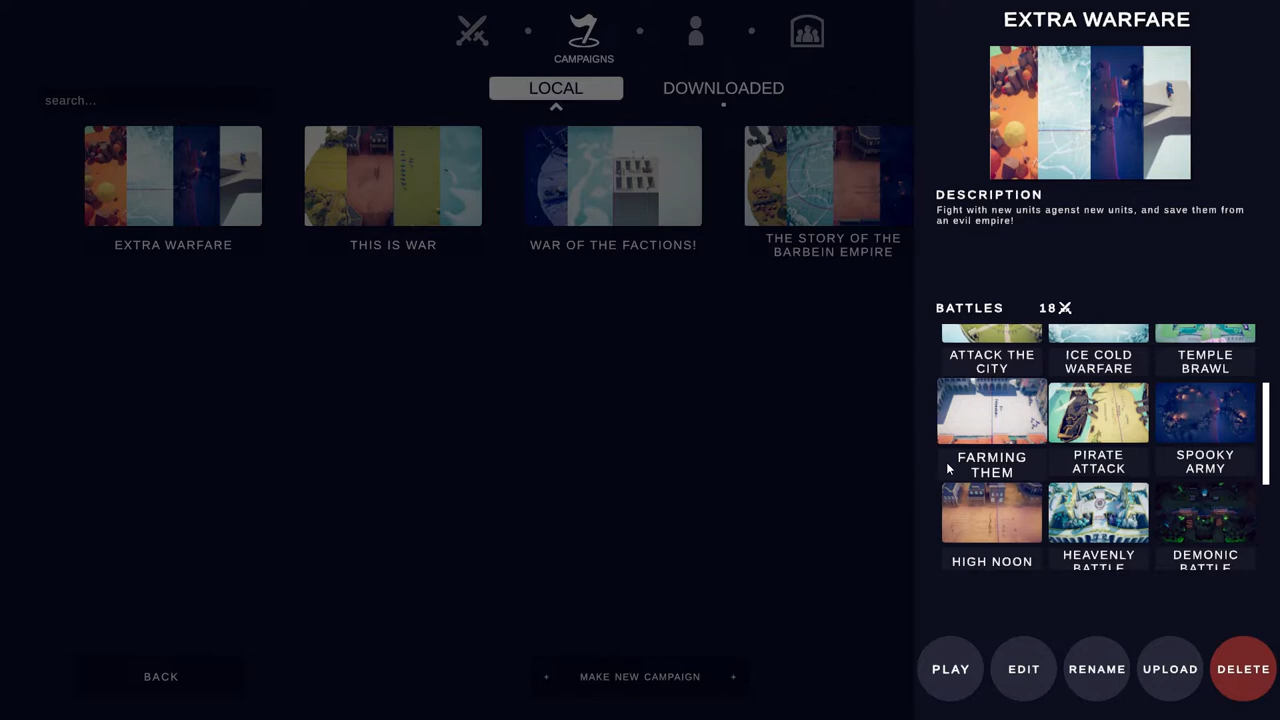 EXTRA WARFARE
CAMPAIGNS
LOCAL
DOWNLOADED
search...
EXTRA WARFARE
THIS IS WAR
WAR OF THE FACTIONS!
THE STORY OF THE
BARBEIN EMPIRE
DESCRIPTION
Fight with new units agenst new units, and save them from
an evil empire!
BATTLES 18
ATTACK THE
CITY
ICE COLD
WARFARE
TEMPLE
BRAWL
FARMING
THEM
PIRATE
ATTACK
SPOOKY
ARMY
HIGH NOON
HEAVENLY
BATTLE
DEMONIC
BATTLE
BACK
+ MAKE NEW CAMPAIGN +
PLAY
EDIT
RENAME
UPLOAD
DELETE